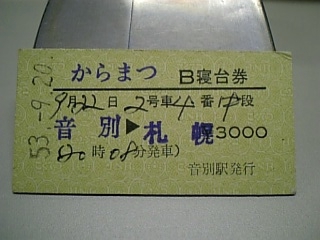 53.-9.20.
からまつ B寝台券
9月22日 2号車 4番 中段
音別▶札幌 3000
(20時08分発車)
音別駅発行